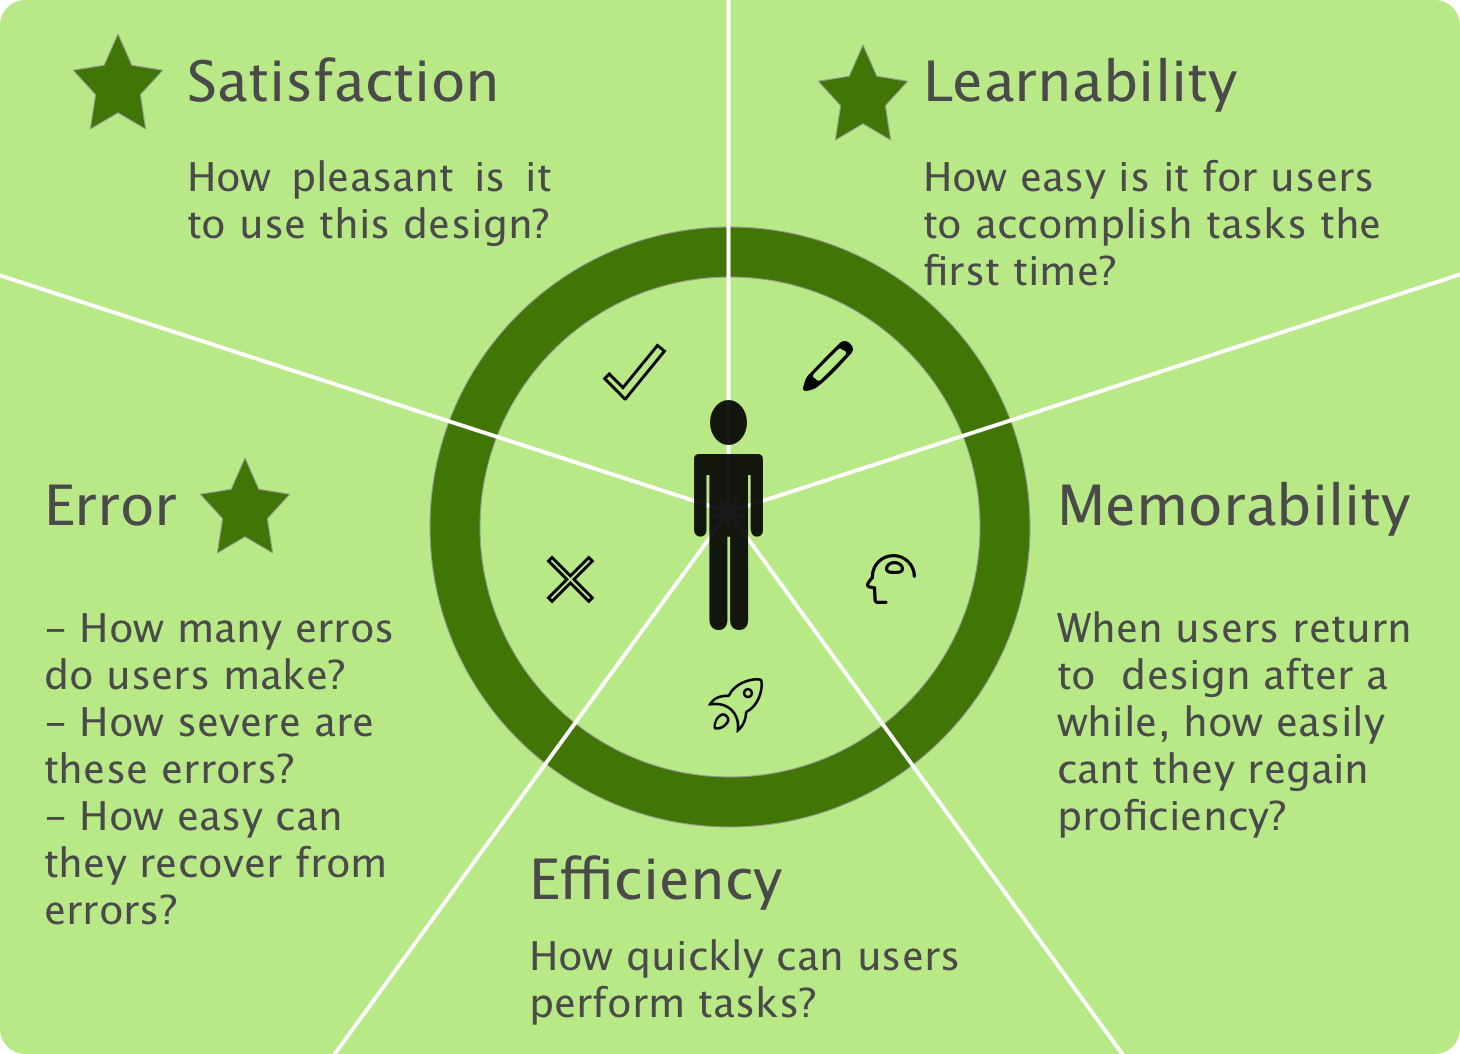 Satisfaction
How pleasant is it
to use this design?
Learnability
How easy is it for users
to accomplish tasks the
first time?
Error
– How many erros
do users make?
– How severe are
these errors?
– How easy can
they recover from
errors?
Memorability
When users return
to design after a
while, how easily
cant they regain
proficiency?
Efficiency
How quickly can users
perform tasks?